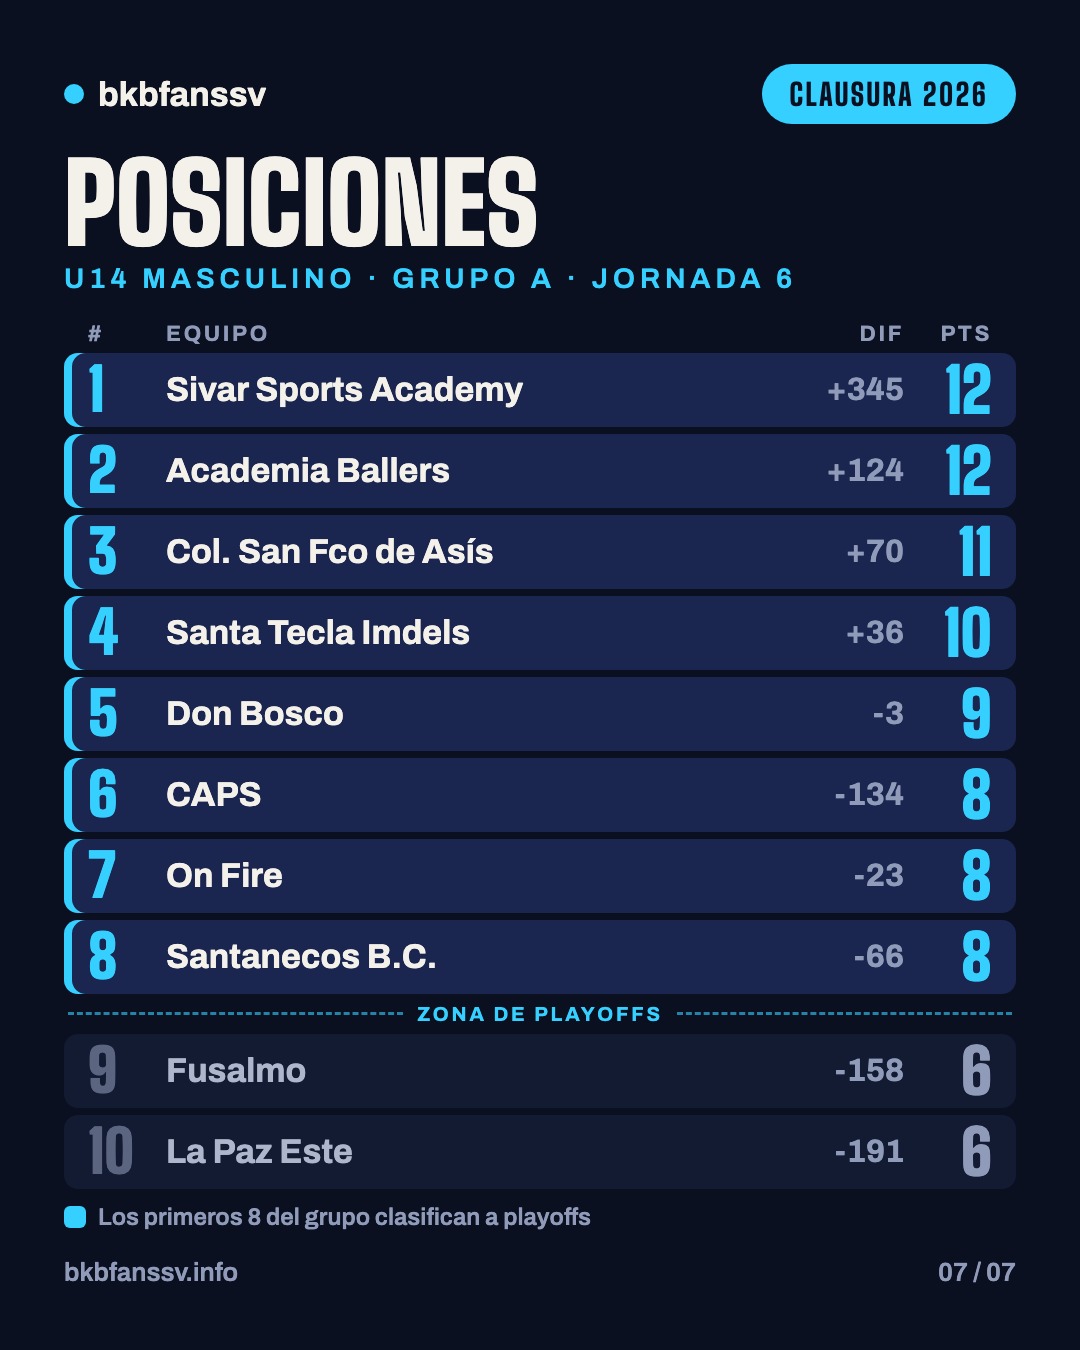 bkbfanssv
CLAUSURA 2026
POSICIONES
U14 MASCULINO · GRUPO A · JORNADA 6
# EQUIPO DIF PTS
1 Sivar Sports Academy +345 12
2 Academia Ballers +124 12
3 Col. San Fco de Asís +70 11
4 Santa Tecla Imdels +36 10
5 Don Bosco -3 9
6 CAPS -134 8
7 On Fire -23 8
8 Santanecos B.C. -66 8
ZONA DE PLAYOFFS
9 Fusalmo -158 6
10 La Paz Este -191 6
Los primeros 8 del grupo clasifican a playoffs
bkbfanssv.info 07 / 07